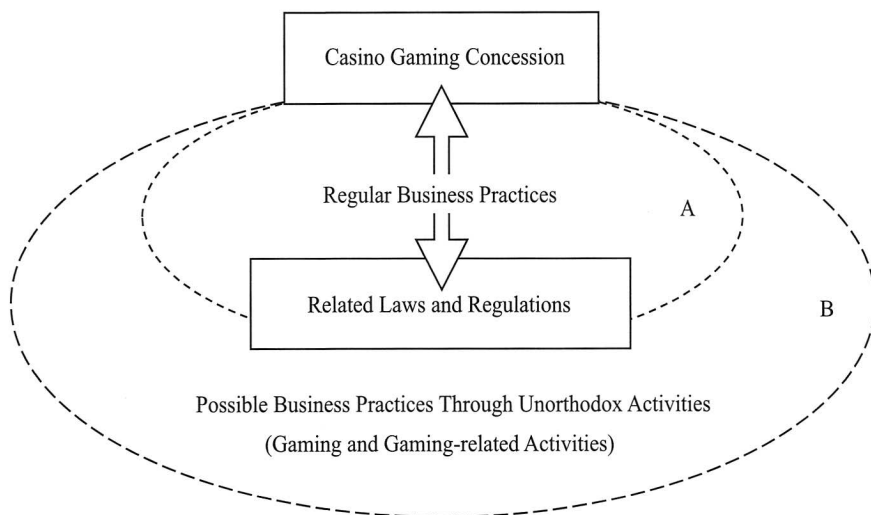 Casino Gaming Concession
Regular Business Practices
A
Related Laws and Regulations
B
Possible Business Practices Through Unorthodox Activities
(Gaming and Gaming-related Activities)